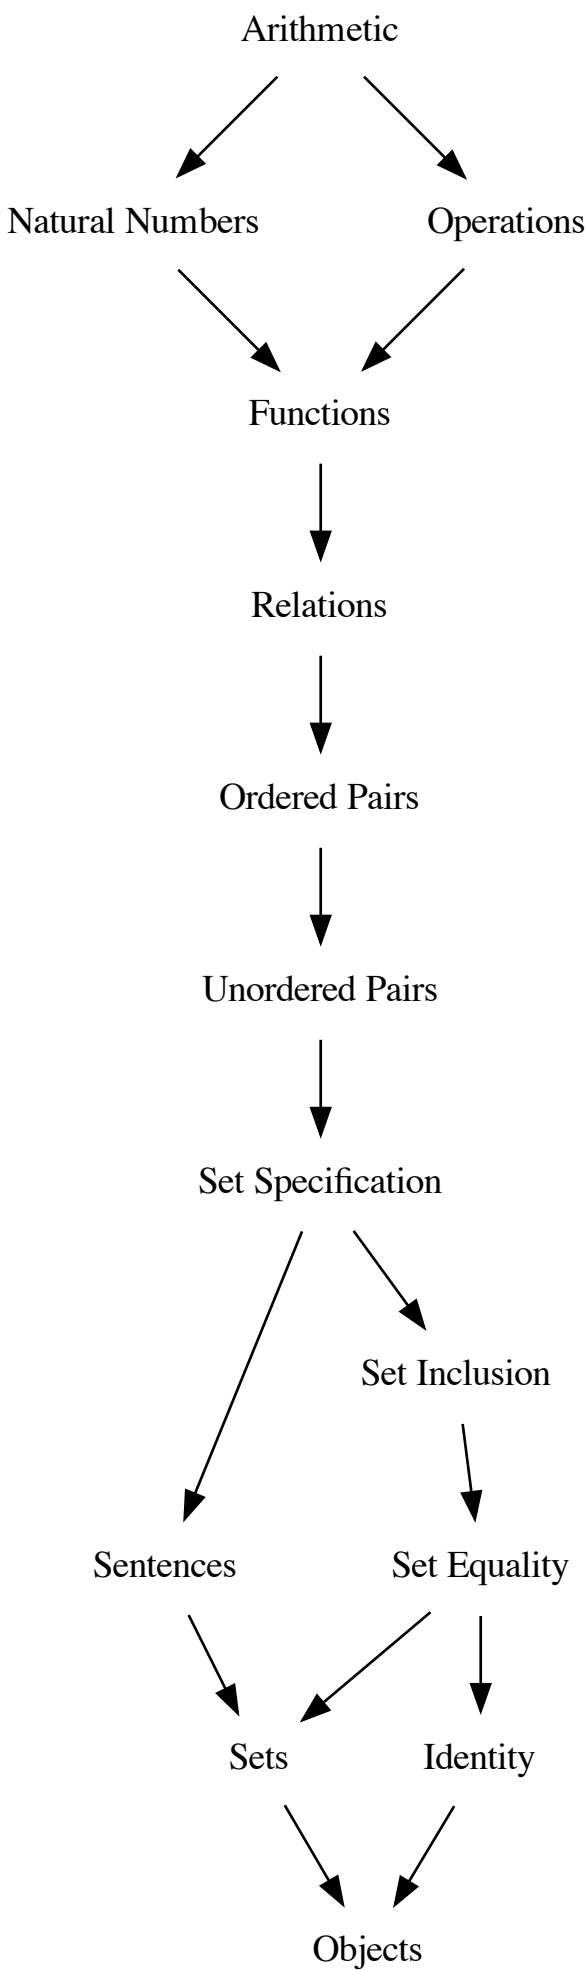 Arithmetic
Natural Numbers
Operations
Functions
Relations
Ordered Pairs
Unordered Pairs
Set Specification
Set Inclusion
Sentences
Set Equality
Sets
Identity
Objects